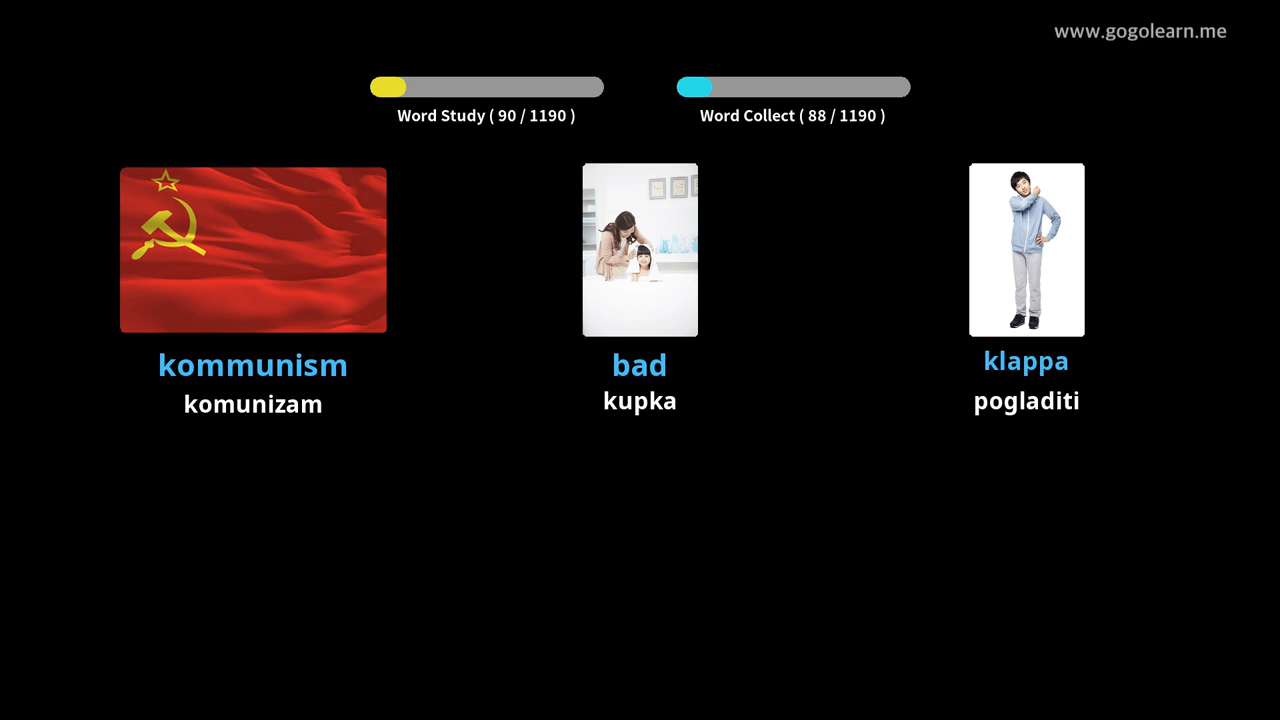 www.gogolearn.me
Word Study ( 90 / 1190 )
Word Collect ( 88 / 1190 )
kommunism
komunizam
bad
kupka
klappa
pogladiti